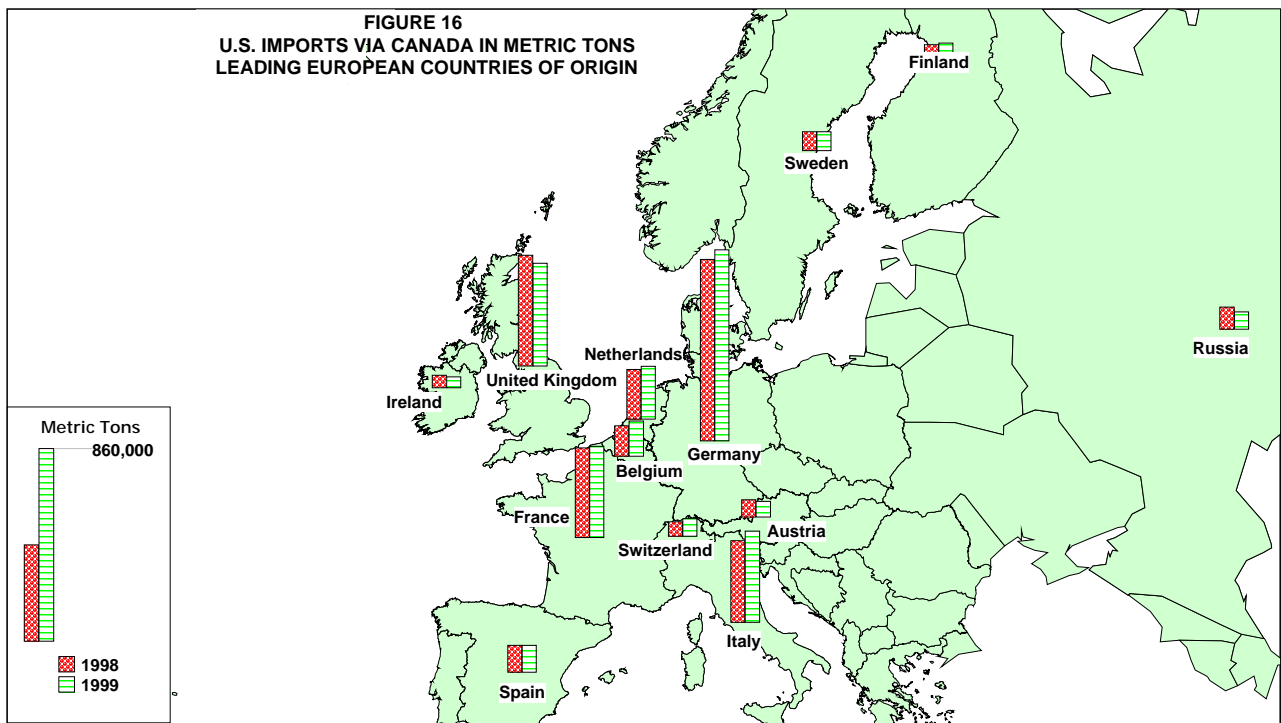 FIGURE 16
U.S. IMPORTS VIA CANADA IN METRIC TONS
LEADING EUROPEAN COUNTRIES OF ORIGIN
Finland
Sweden
Russia
Netherlands
United Kingdom
Ireland
Germany
Belgium
France
Austria
Switzerland
Italy
Spain
Metric Tons
860,000
1998
1999